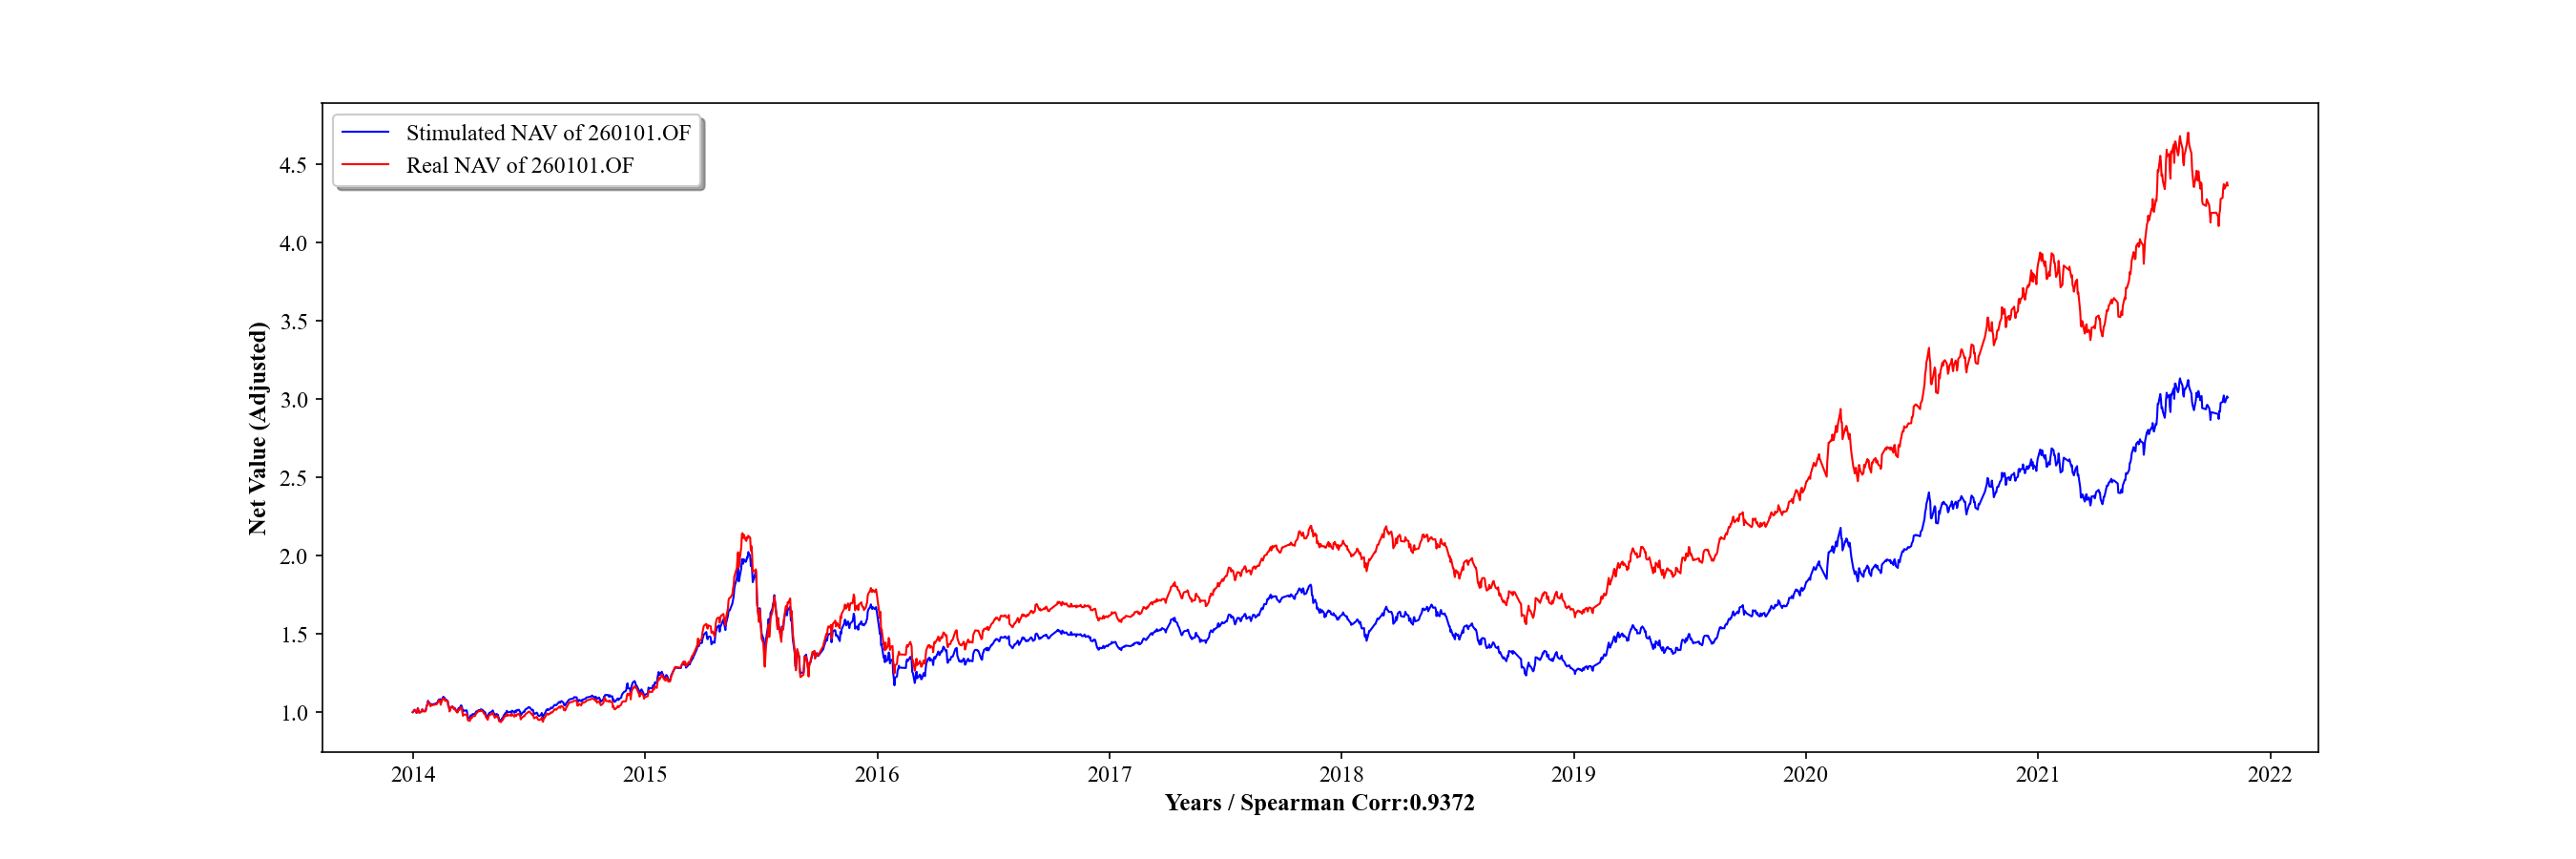 Stimulated NAV of 260101.OF
Real NAV of 260101.OF
4.5
4.0
3.5
3.0
2.5
2.0
1.5
1.0
Net Value (Adjusted)
2014 2015 2016 2017 2018 2019 2020 2021 2022
Years / Spearman Corr:0.9372